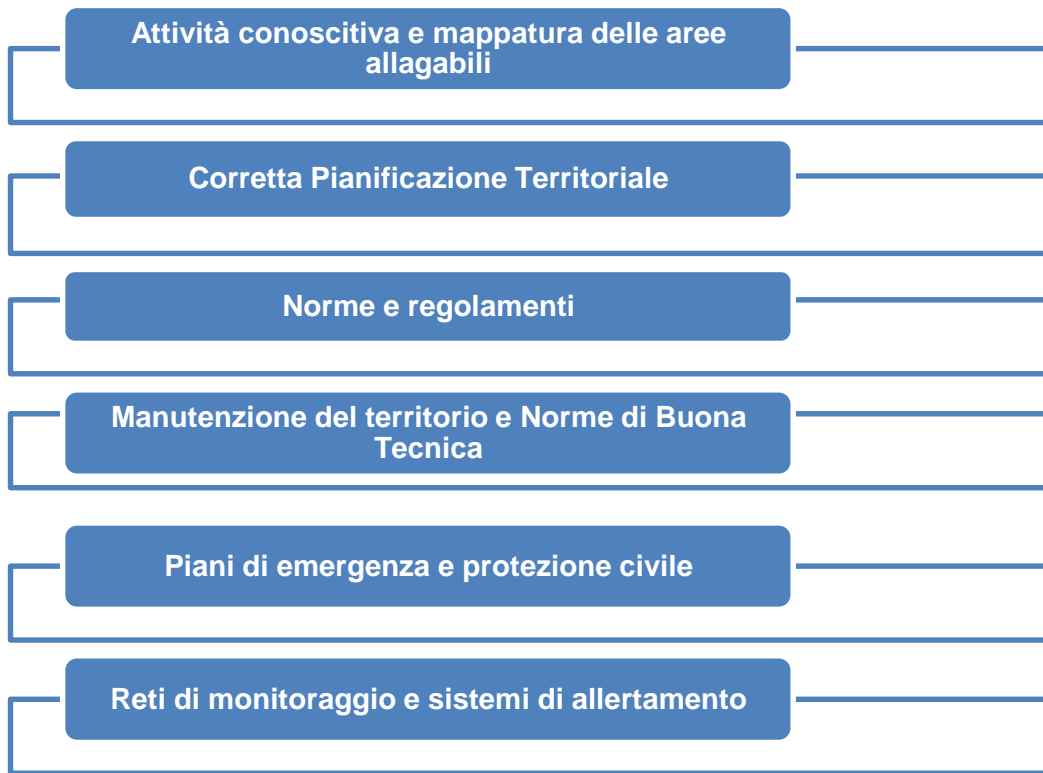 Attività conoscitiva e mappatura delle aree
allagabili
Corretta Pianificazione Territoriale
Norme e regolamenti
Manutenzione del territorio e Norme di Buona
Tecnica
Piani di emergenza e protezione civile
Reti di monitoraggio e sistemi di allertamento